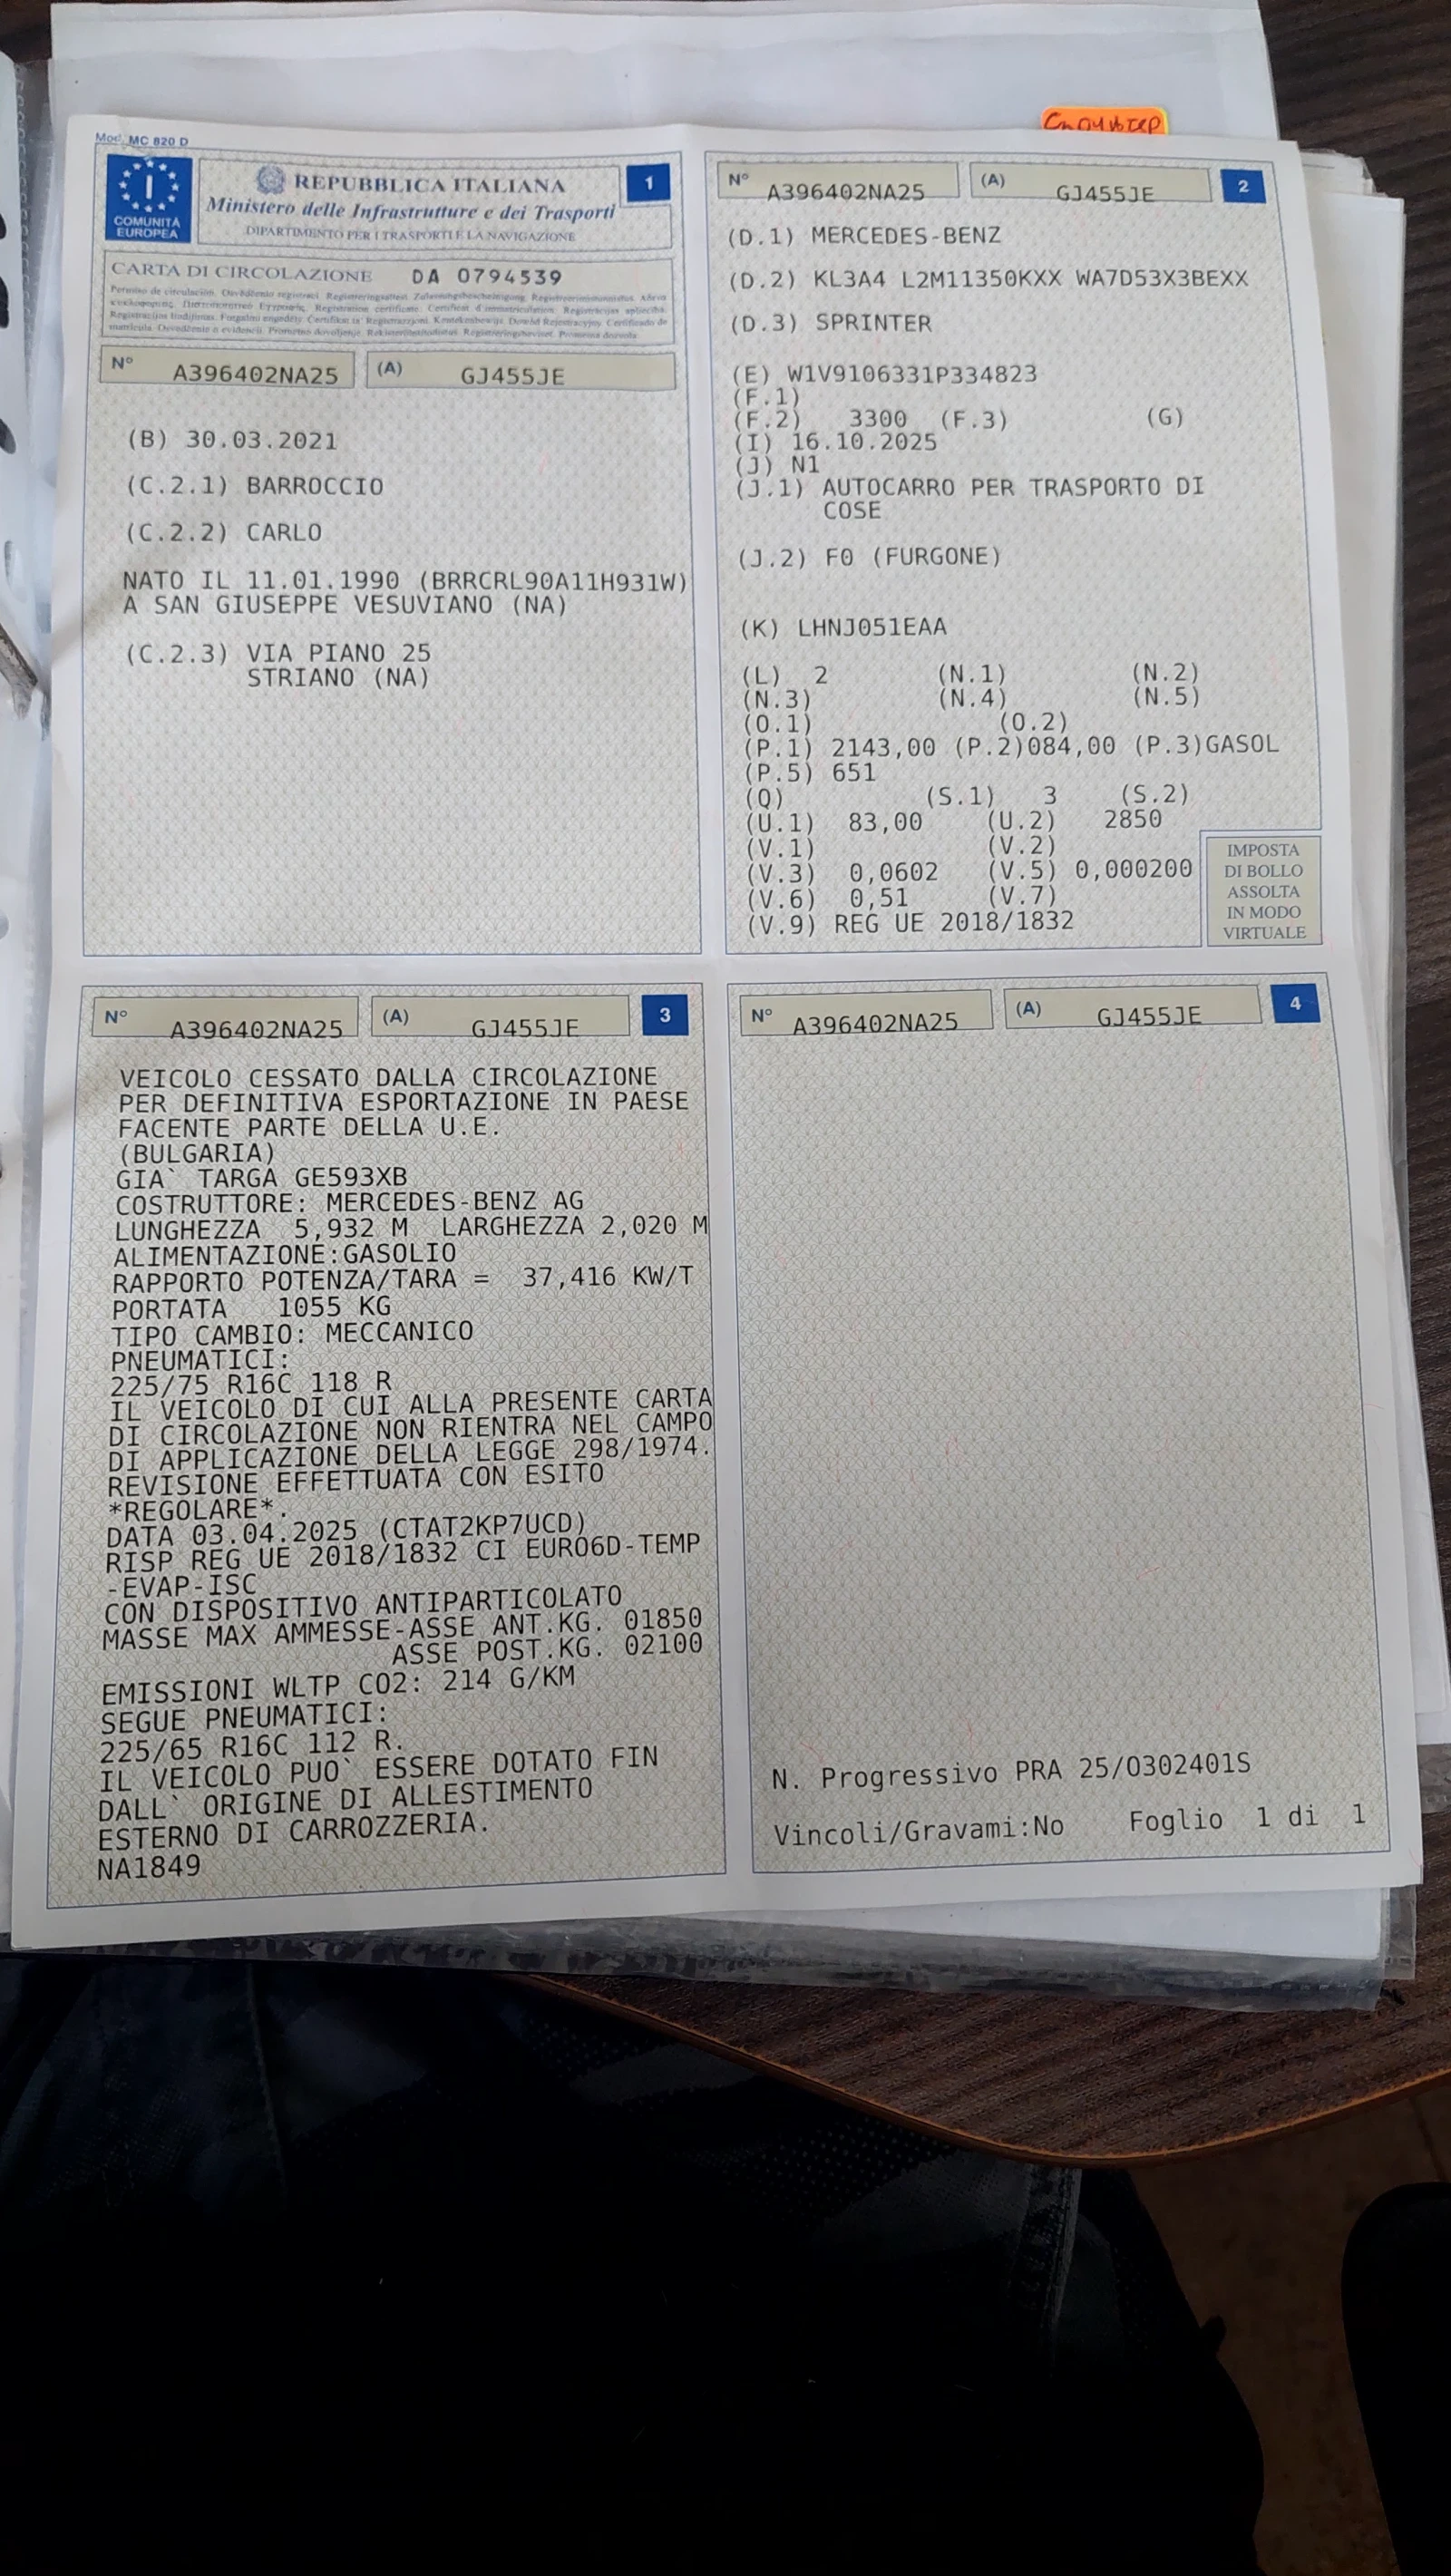 Mod. MC 820 D
COMUNITÀ
EUROPEA
REPUBBLICA ITALIANA
Ministero delle Infrastrutture e dei Trasporti
DIPARTIMENTO PER I TRASPORTI E LA NAVIGAZIONE
1
CARTA DI CIRCOLAZIONE DA 0794539
N° A396402NA25 (A) GJ455JE
(B) 30.03.2021
(C.2.1) BARROCCIO
(C.2.2) CARLO
NATO IL 11.01.1990 (BRRCRL90A11H931W)
A SAN GIUSEPPE VESUVIANO (NA)
(C.2.3) VIA PIANO 25
STRIANO (NA)
N° A396402NA25 (A) GJ455JE 2
(D.1) MERCEDES-BENZ
(D.2) KL3A4 L2M11350KXX WA7D53X3BEXX
(D.3) SPRINTER
(E) W1V9106331P334823
(F.1)
(F.2) 3300 (F.3) (G)
(I) 16.10.2025
(J) N1
(J.1) AUTOCARRO PER TRASPORTO DI
COSE
(J.2) F0 (FURGONE)
(K) LHNJ051EAA
(L) 2 (N.1) (N.2)
(N.3) (N.4) (N.5)
(O.1) (O.2)
(P.1) 2143,00 (P.2)084,00 (P.3)GASOL
(P.5) 651
(Q) (S.1) 3 (S.2)
(U.1) 83,00 (U.2) 2850
(V.1) (V.2)
(V.3) 0,0602 (V.5) 0,000200
(V.6) 0,51 (V.7)
(V.9) REG UE 2018/1832
IMPOSTA
DI BOLLO
ASSOLTA
IN MODO
VIRTUALE
N° A396402NA25 (A) GJ455JE 3
VEICOLO CESSATO DALLA CIRCOLAZIONE
PER DEFINITIVA ESPORTAZIONE IN PAESE
FACENTE PARTE DELLA U.E.
(BULGARIA)
GIA` TARGA GE593XB
COSTRUTTORE: MERCEDES-BENZ AG
LUNGHEZZA 5,932 M LARGHEZZA 2,020 M
ALIMENTAZIONE:GASOLIO
RAPPORTO POTENZA/TARA = 37,416 KW/T
PORTATA 1055 KG
TIPO CAMBIO: MECCANICO
PNEUMATICI:
225/75 R16C 118 R
IL VEICOLO DI CUI ALLA PRESENTE CARTA
DI CIRCOLAZIONE NON RIENTRA NEL CAMPO
DI APPLICAZIONE DELLA LEGGE 298/1974.
REVISIONE EFFETTUATA CON ESITO
*REGOLARE*.
DATA 03.04.2025 (CTAT2KP7UCD)
RISP REG UE 2018/1832 CI EURO6D-TEMP
-EVAP-ISC
CON DISPOSITIVO ANTIPARTICOLATO
MASSE MAX AMMESSE-ASSE ANT.KG. 01850
ASSE POST.KG. 02100
EMISSIONI WLTP CO2: 214 G/KM
SEGUE PNEUMATICI:
225/65 R16C 112 R.
IL VEICOLO PUO` ESSERE DOTATO FIN
DALL` ORIGINE DI ALLESTIMENTO
ESTERNO DI CARROZZERIA.
NA1849
N° A396402NA25 (A) GJ455JE 4
N. Progressivo PRA 25/O302401S
Vincoli/Gravami:No Foglio 1 di 1